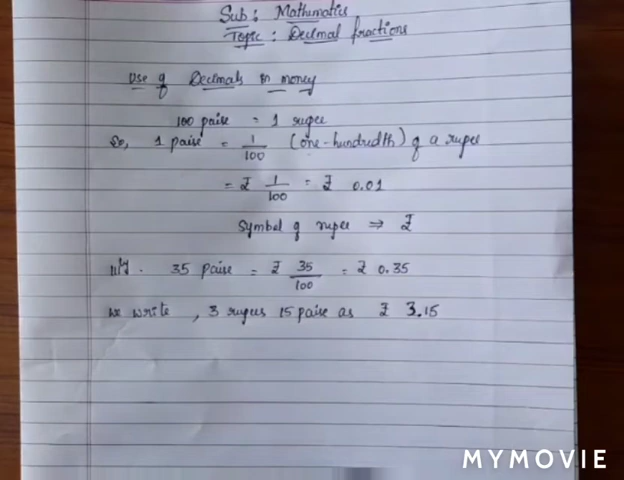 Sub: Mathematics
Topic: Decimal fractions
Use of Decimals in money
100 paise = 1 rupee
So, 1 paise = 1/100 (one-hundredth) of a rupee
= ₹ 1/100 = ₹ 0.01
Symbol of rupee ⇒ ₹
lly. 35 paise = ₹ 35/100 = ₹ 0.35
we write, 3 rupees 15 paise as ₹ 3.15
MYMOVIE